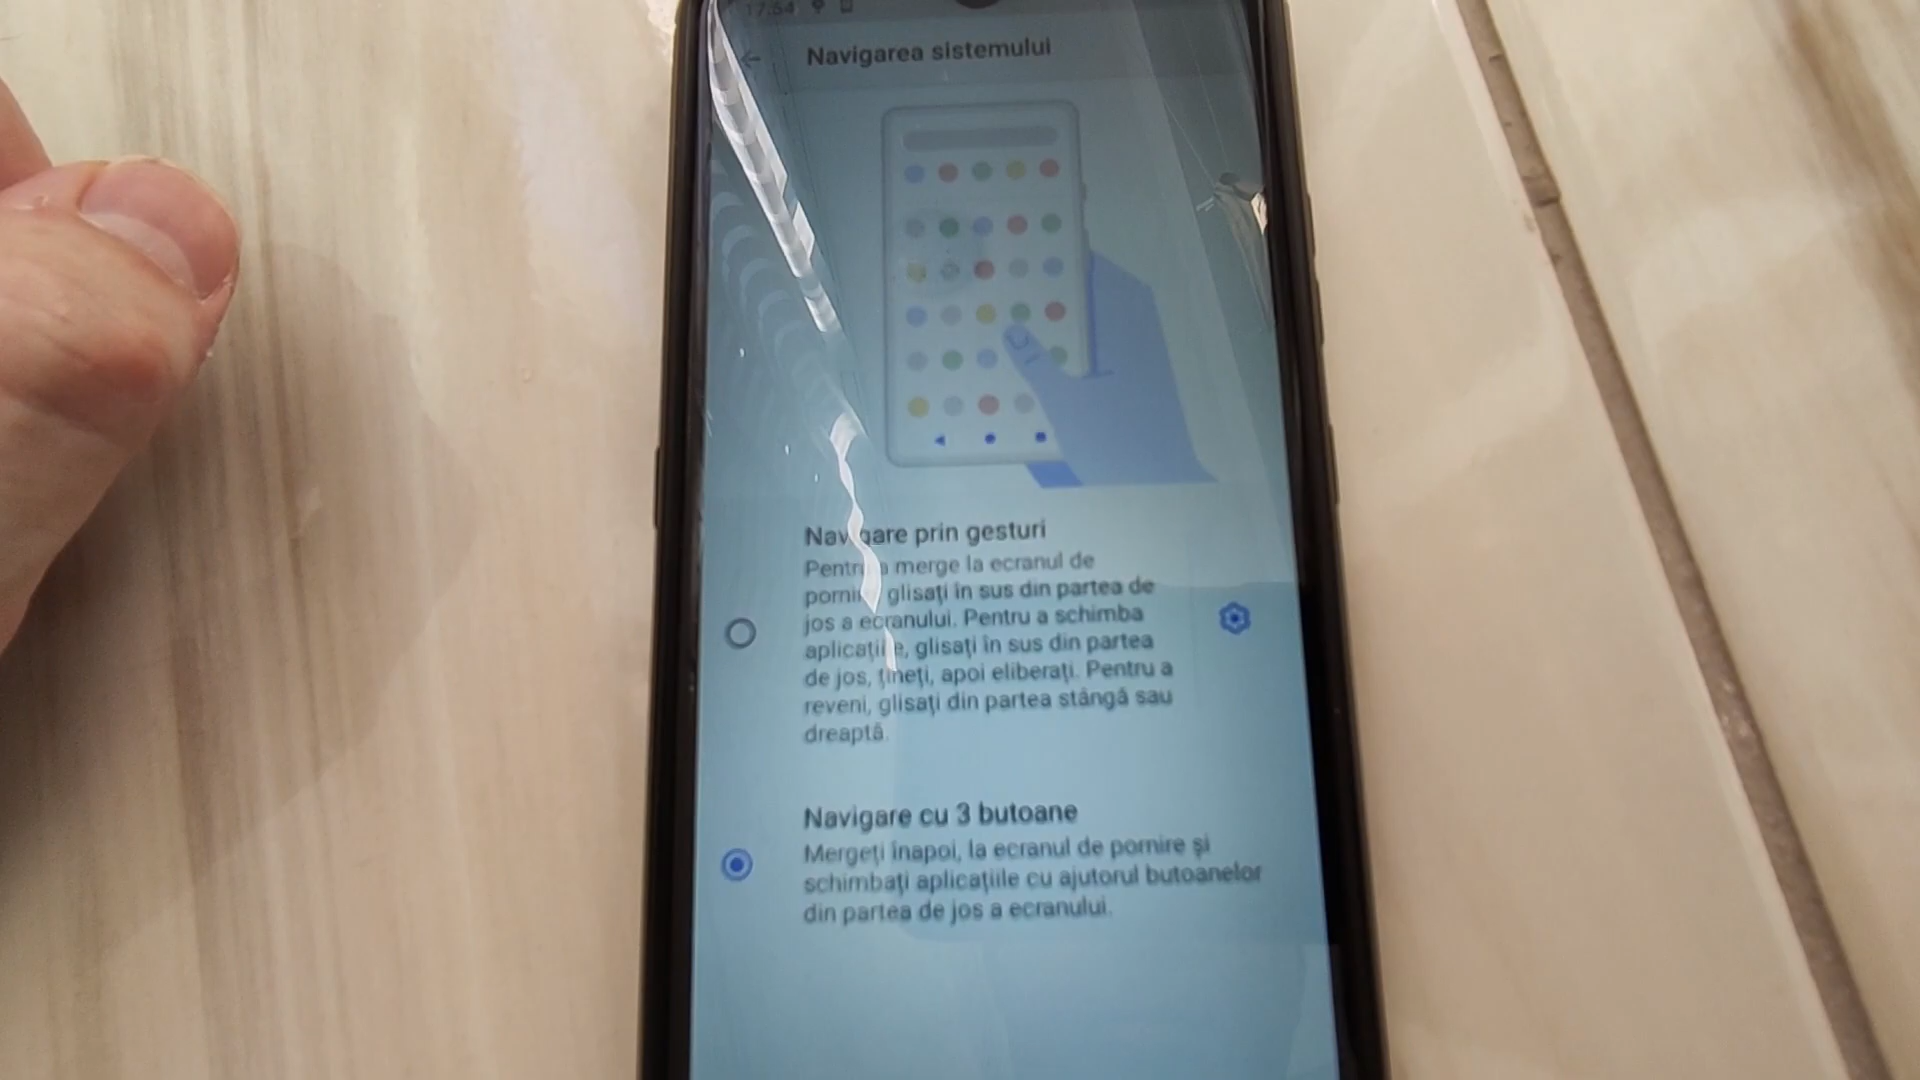 17:54
Navigarea sistemului
Navigare prin gesturi
Pentru a merge la ecranul de
pornire, glisați în sus din partea de
jos a ecranului. Pentru a schimba
aplicațiile, glisați în sus din partea
de jos, țineți, apoi eliberați. Pentru a
reveni, glisați din partea stângă sau
dreaptă.
Navigare cu 3 butoane
Mergeți înapoi, la ecranul de pornire și
schimbați aplicațiile cu ajutorul butoanelor
din partea de jos a ecranului.